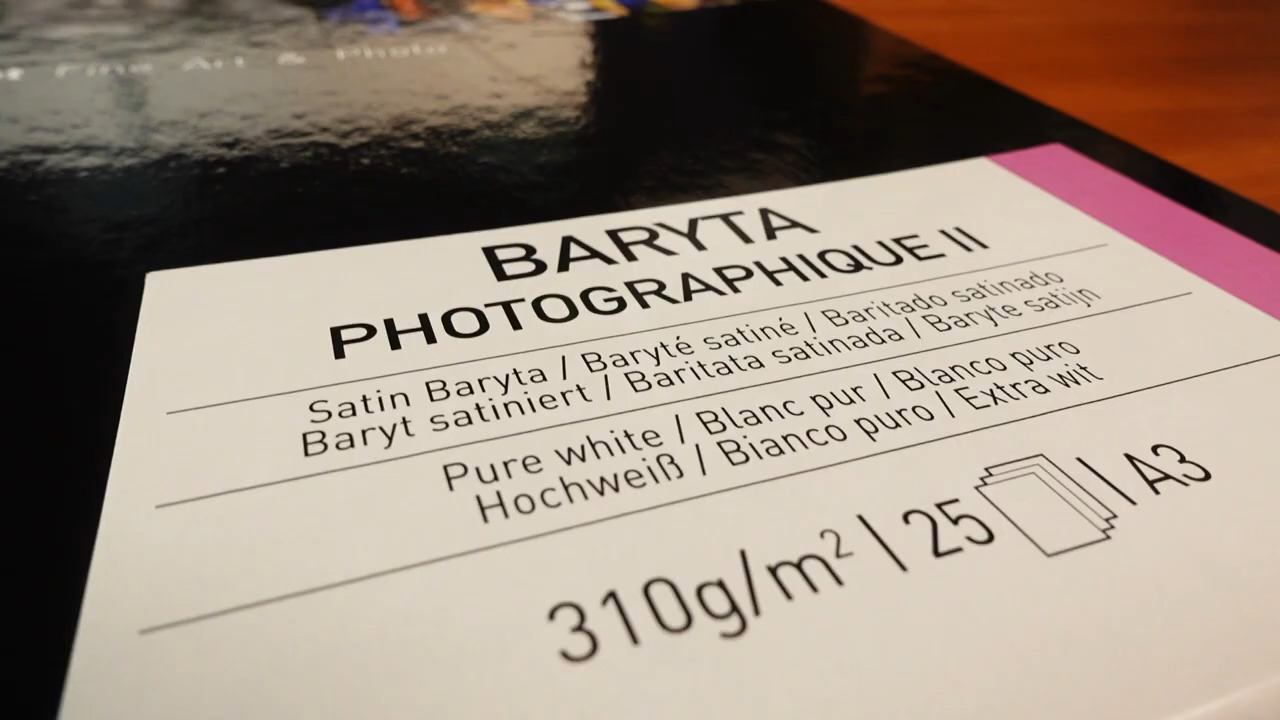 Fine Art & Photo
BARYTA
PHOTOGRAPHIQUE II
Satin Baryta / Baryté satiné / Baritado satinado
Baryt satiniert / Baritata satinada / Baryte satijn
Pure white / Blanc pur / Blanco puro
Hochweiß / Bianco puro / Extra wit
310g/m² | 25 | A3